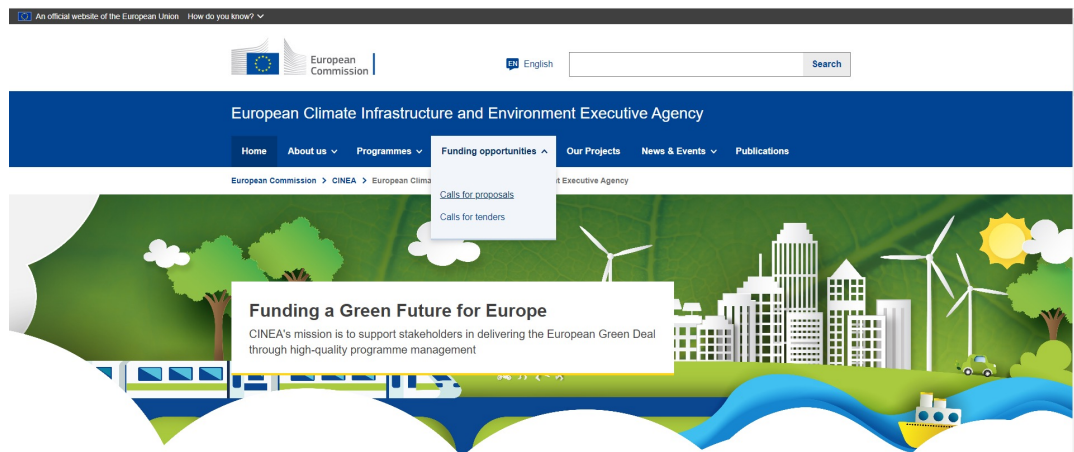 An official website of the European Union How do you know?
European
Commission
EN English
Search
European Climate Infrastructure and Environment Executive Agency
Home About us Programmes Funding opportunities Our Projects News & Events Publications
European Commission > CINEA > European Clima t Executive Agency
Calls for proposals
Calls for tenders
Funding a Green Future for Europe
CINEA's mission is to support stakeholders in delivering the European Green Deal
through high-quality programme management